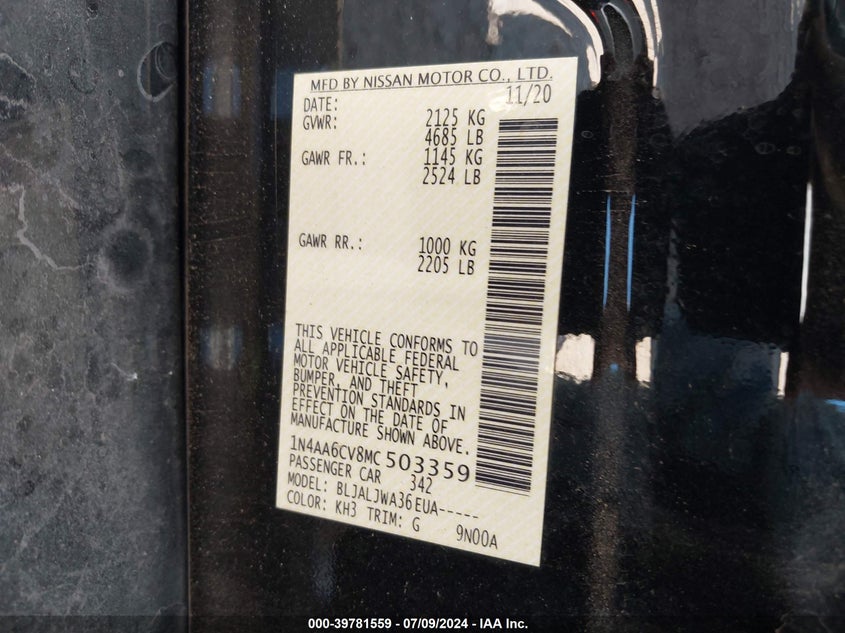 MFD BY NISSAN MOTOR CO., LTD.
DATE: 11/20
GVWR: 2125 KG
4685 LB
GAWR FR.: 1145 KG
2524 LB
GAWR RR.: 1000 KG
2205 LB
THIS VEHICLE CONFORMS TO
ALL APPLICABLE FEDERAL
MOTOR VEHICLE SAFETY,
BUMPER, AND THEFT
PREVENTION STANDARDS IN
EFFECT ON THE DATE OF
MANUFACTURE SHOWN ABOVE.
1N4AA6CV8MC503359
PASSENGER CAR 342
MODEL: BLJALJWA36EUA-----
COLOR: KH3 TRIM: G 9N00A
000-39781559 - 07/09/2024 - IAA Inc.